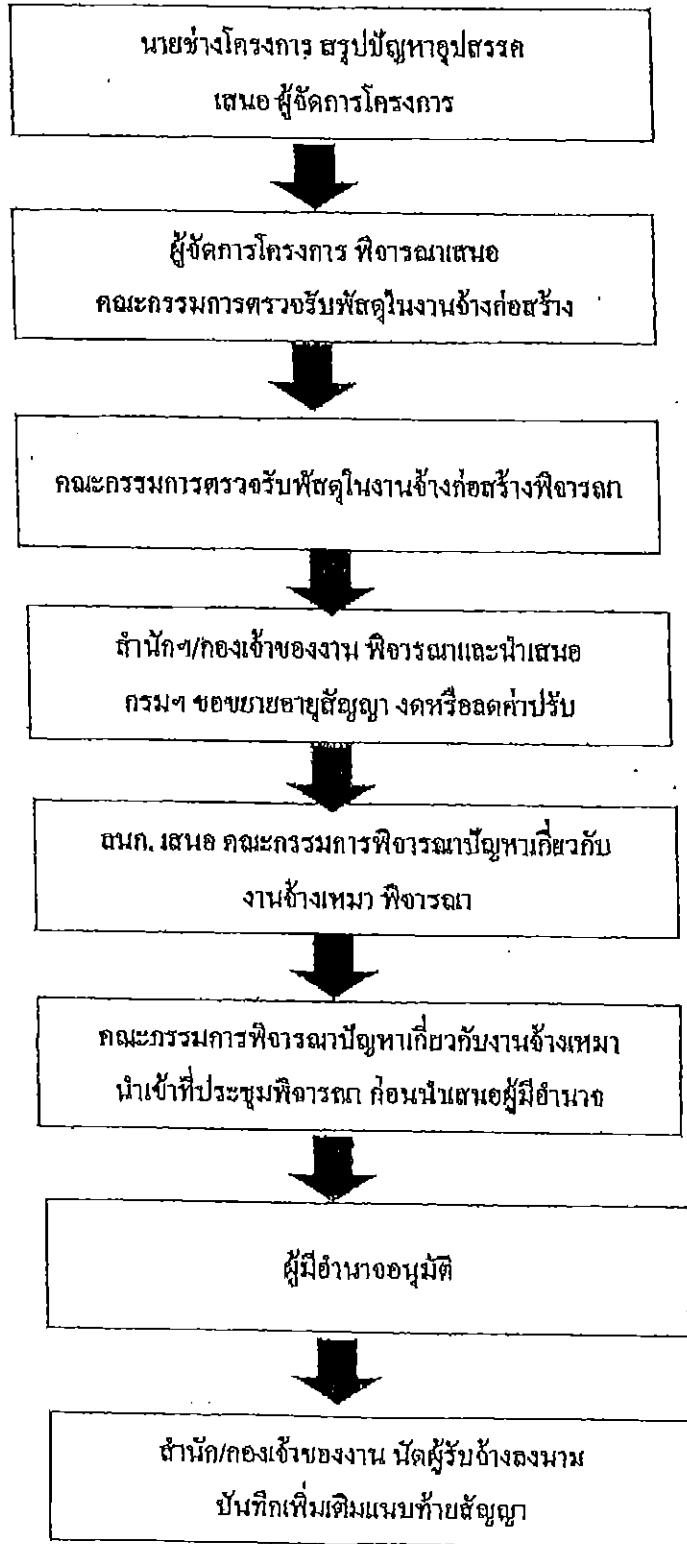 นายช่างโครงการ สรุปปัญหาอุปสรรค
เสนอ ผู้จัดการโครงการ
ผู้จัดการโครงการ พิจารณาเสนอ
คณะกรรมการตรวจรับพัสดุในงานจ้างก่อสร้าง
คณะกรรมการตรวจรับพัสดุในงานจ้างก่อสร้างพิจารณา
สำนักฯ/กองเจ้าของงาน พิจารณาและนำเสนอ
กรมฯ ขอขยายอายุสัญญา งดหรือลดค่าปรับ
เสนอ คณะกรรมการพิจารณาปัญหาเกี่ยวกับ
งานจ้างเหมา พิจารณา
คณะกรรมการพิจารณาปัญหาเกี่ยวกับงานจ้างเหมา
นำเข้าที่ประชุมพิจารณา ก่อนนำเสนอผู้มีอำนาจ
ผู้มีอำนาจอนุมัติ
สำนัก/กองเจ้าของงาน นัดผู้รับจ้างลงนาม
บันทึกเพิ่มเติมแนบท้ายสัญญา